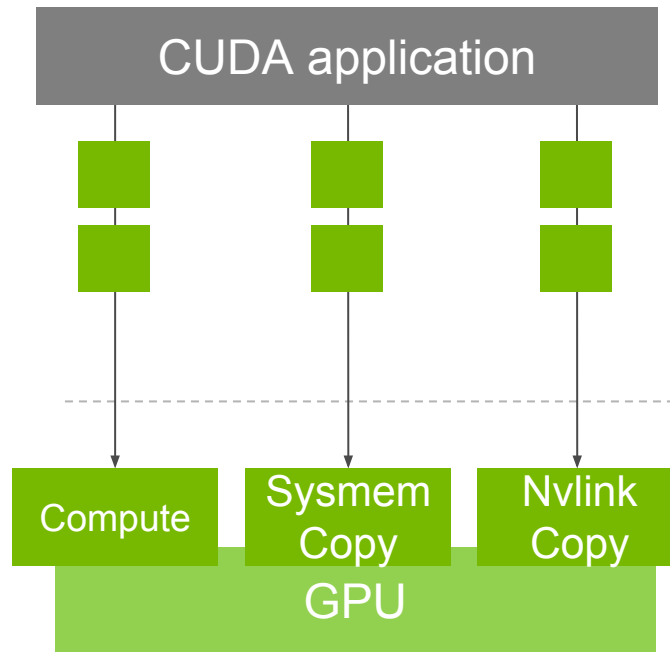 CUDA application
Compute
Sysmem
Copy
Nvlink
Copy
GPU